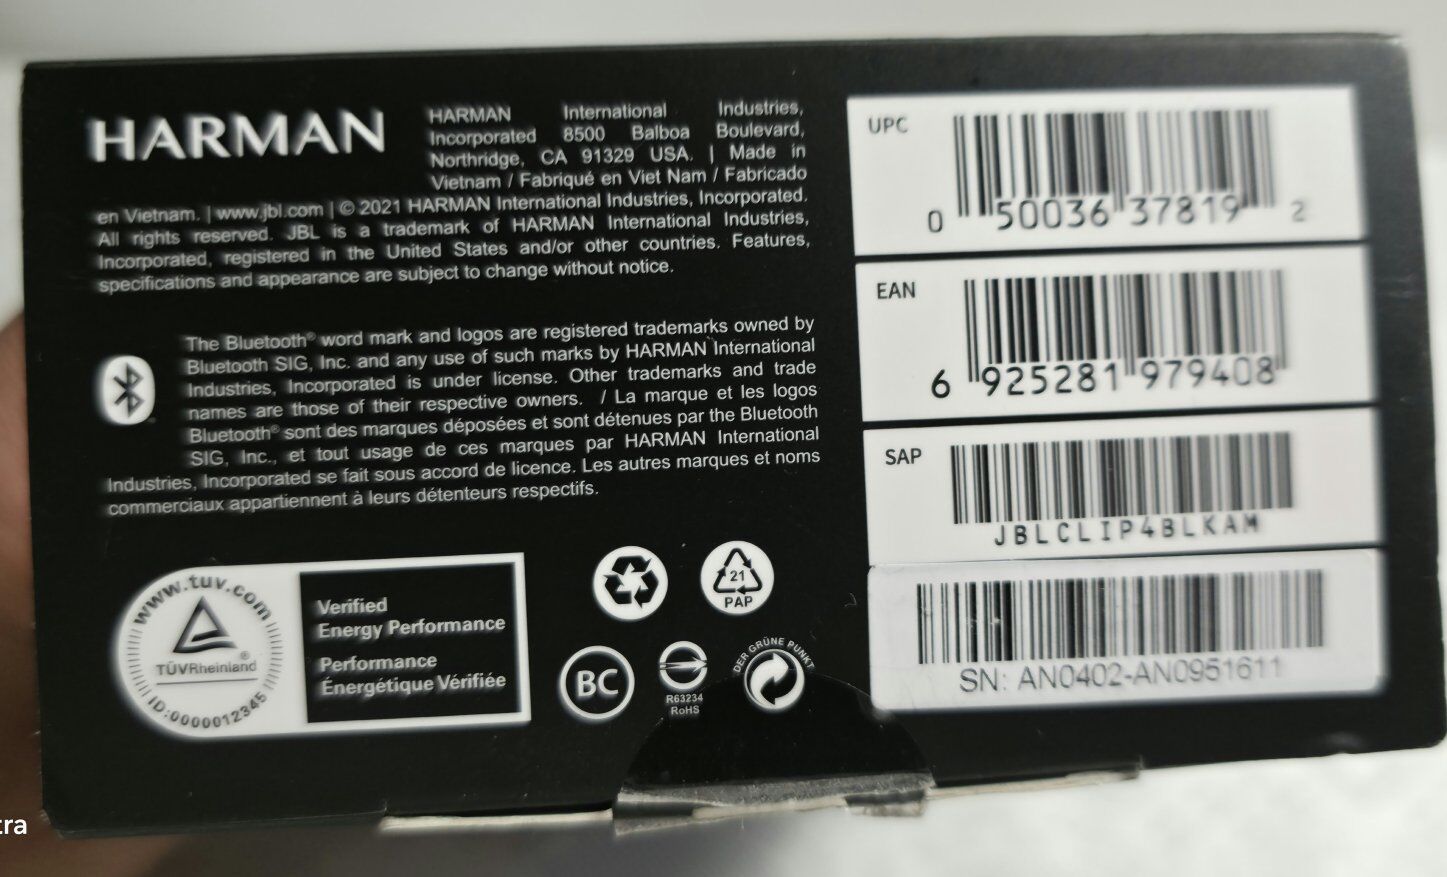 HARMAN
HARMAN International Industries,
Incorporated 8500 Balboa Boulevard,
Northridge, CA 91329 USA. | Made in
Vietnam / Fabriqué en Viet Nam / Fabricado
en Vietnam. | www.jbl.com | © 2021 HARMAN International Industries, Incorporated.
All rights reserved. JBL is a trademark of HARMAN International Industries,
Incorporated, registered in the United States and/or other countries. Features,
specifications and appearance are subject to change without notice.
The Bluetooth® word mark and logos are registered trademarks owned by
Bluetooth SIG, Inc. and any use of such marks by HARMAN International
Industries, Incorporated is under license. Other trademarks and trade
names are those of their respective owners. / La marque et les logos
Bluetooth® sont des marques déposées et sont détenues par the Bluetooth
SIG, Inc., et tout usage de ces marques par HARMAN International
Industries, Incorporated se fait sous accord de licence. Les autres marques et noms
commerciaux appartiennent à leurs détenteurs respectifs.
www.tuv.com
TÜVRheinland®
ID:0000012345
Verified
Energy Performance
Performance
Énergétique Vérifiée
21
PAP
BC
R63234
RoHS
DER GRÜNE PUNKT
UPC
0 50036 37819 2
EAN
6 925281 979408
SAP
JBLCLIP4BLKAM
SN: AN0402-AN0951611
tra